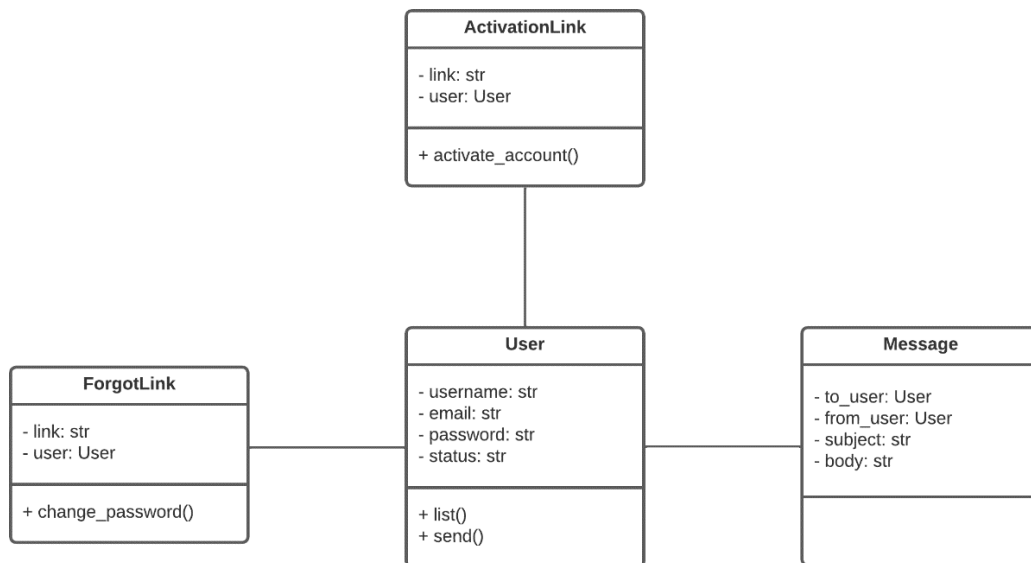 ActivationLink
- link: str
- user: User
+ activate_account()
User
- username: str
- email: str
- password: str
- status: str
+ list()
+ send()
Message
- to_user: User
- from_user: User
- subject: str
- body: str
ForgotLink
- link: str
- user: User
+ change_password()